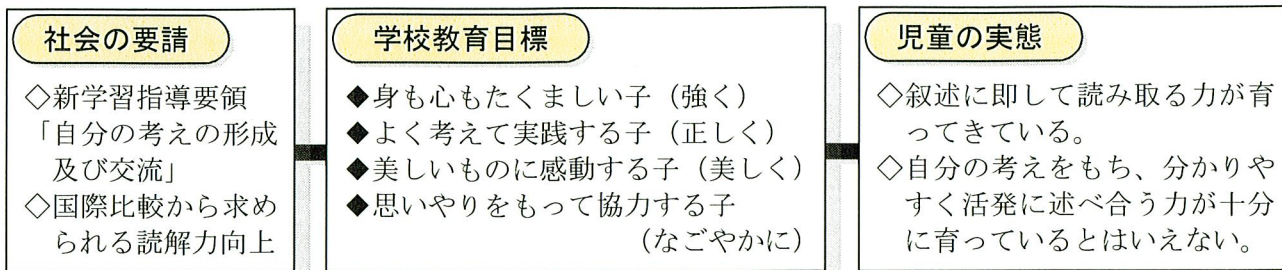 社会の要請
◇新学習指導要領
「自分の考えの形成
及び交流」
◇国際比較から求め
られる読解力向上
学校教育目標
◆身も心もたくましい子（強く）
◆よく考えて実践する子（正しく）
◆美しいものに感動する子（美しく）
◆思いやりをもって協力する子
（なごやかに）
児童の実態
◇叙述に即して読み取る力が育
ってきている。
◇自分の考えをもち、分かりや
すく活発に述べ合う力が十分
に育っているとはいえない。